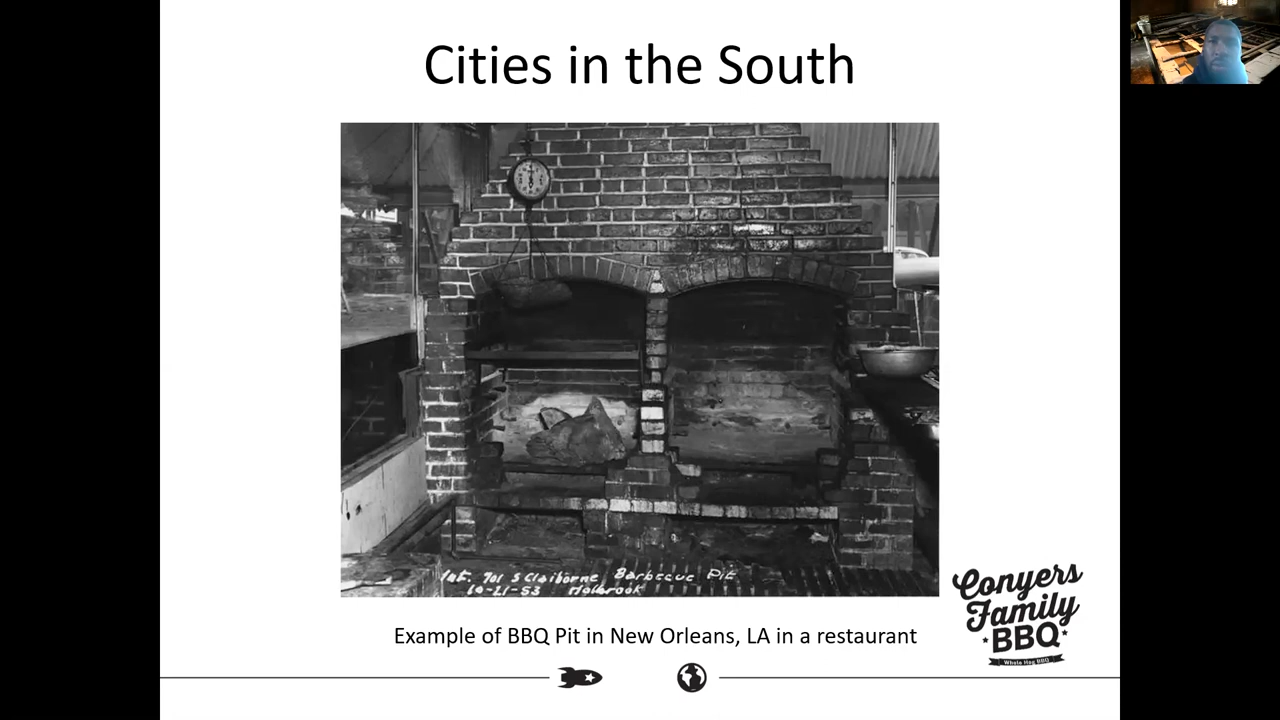 Cities in the South
Int. 701 S Claiborne Barbecue Pit
10-21-53 Holbrook
Example of BBQ Pit in New Orleans, LA in a restaurant
Conyers
Family
BBQ
Whole Hog BBQ